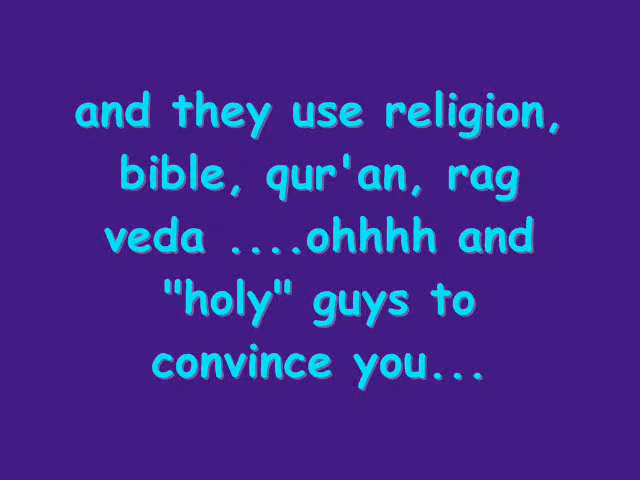 and they use religion,
bible, qur'an, rag
veda ....ohhhh and
"holy" guys to
convince you...